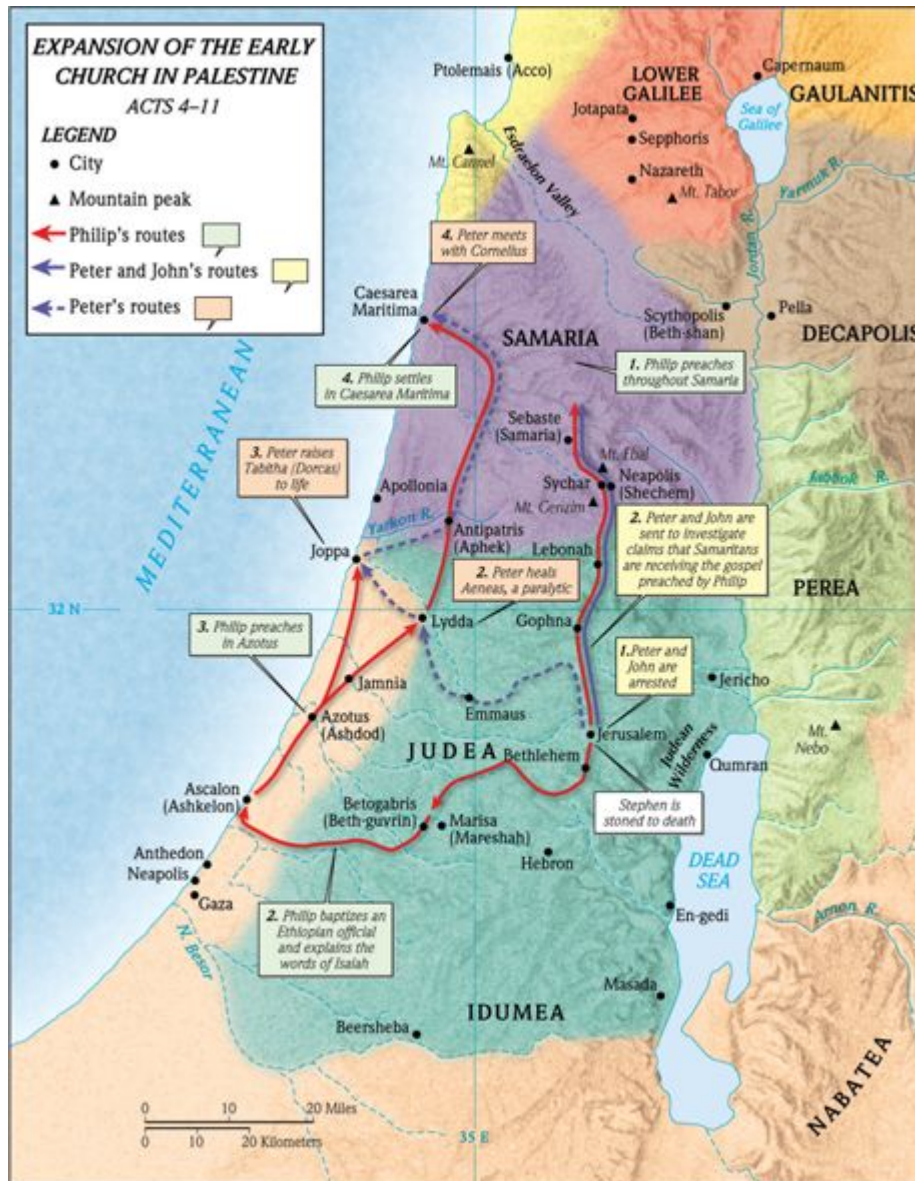 EXPANSION OF THE EARLY
CHURCH IN PALESTINE
ACTS 4–11
LEGEND
City
Mountain peak
Philip's routes
Peter and John's routes
Peter's routes
Ptolemais (Acco)
LOWER
GALILEE
Capernaum
GAULANITIS
Sea of
Galilee
Jotapata
Sepphoris
Nazareth
Mt. Tabor
Mt. Carmel
Esdraelon Valley
Yarmuk R.
Jordan R.
4. Peter meets
with Cornelius
Caesarea
Maritima
Scythopolis
(Beth-shan)
Pella
SAMARIA
DECAPOLIS
1. Philip preaches
throughout Samaria
4. Philip settles
in Caesarea Maritima
MEDITERRANEAN
Sebaste
(Samaria)
Mt. Ebal
3. Peter raises
Tabitha (Dorcas)
to life
Sychar
Neapolis
(Shechem)
Jabbok R.
Apollonia
Mt. Gerizim
Yarkon R.
Antipatris
(Aphek)
2. Peter and John are
sent to investigate
claims that Samaritans
are receiving the gospel
preached by Philip
Joppa
Lebonah
2. Peter heals
Aeneas, a paralytic
PEREA
32 N
Lydda
Gophna
3. Philip preaches
in Azotus
1. Peter and
John are
arrested
Jamnia
Jericho
Emmaus
Azotus
(Ashdod)
Jerusalem
Mt.
Nebo
JUDEA
Bethlehem
Judean
Wilderness
Qumran
Ascalon
(Ashkelon)
Betogabris
(Beth-guvrin)
Marisa
(Mareshah)
Stephen is
stoned to death
Anthedon
Neapolis
Gaza
Hebron
DEAD
SEA
2. Philip baptizes an
Ethiopian official
and explains the
words of Isaiah
En-gedi
Arnon R.
N. Besor
Masada
IDUMEA
Beersheba
NABATEA
0 10 20 Miles
0 10 20 Kilometers
35 E